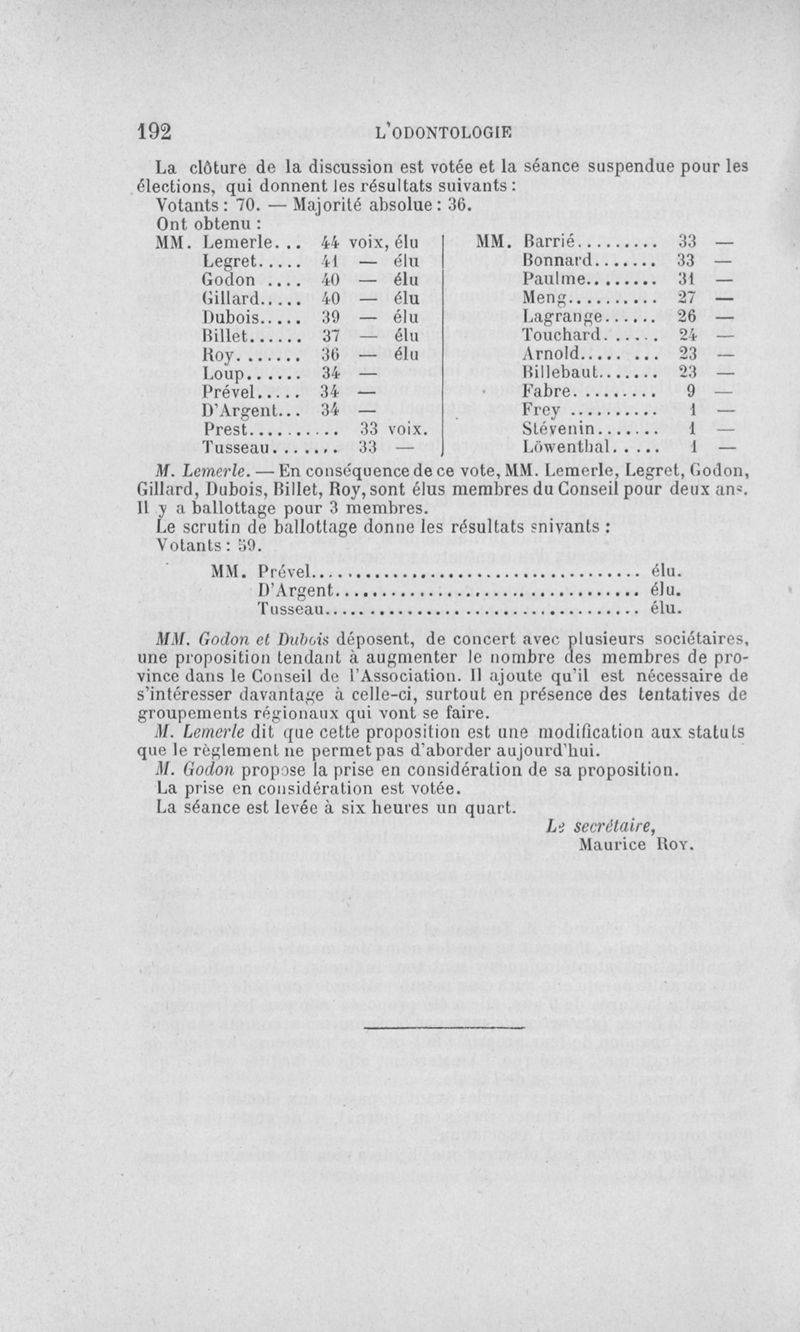 192 L'ODONTOLOGIE
La clôture de la discussion est votée et la séance suspendue pour les
élections, qui donnent les résultats suivants :
Votants : 70. — Majorité absolue : 36.
Ont obtenu :
MM. Lemerle... 44 voix, élu
Legret..... 41 — élu
Godon .... 40 — élu
Gillard..... 40 — élu
Dubois..... 39 — élu
Billet...... 37 — élu
Roy....... 36 — élu
Loup...... 34 —
Prével..... 34 —
D'Argent... 34 —
Prest.......... 33 voix.
Tusseau....... 33 —
MM. Barrié......... 33 —
Bonnard....... 33 —
Paulme........ 31 —
Meng.......... 27 —
Lagrange...... 26 —
Touchard...... 24 —
Arnold........ 23 —
Billebaut....... 23 —
Fabre......... 9 —
Frey .......... 1 —
Stévenin....... 1 —
Löwenthal..... 1 —
M. Lemerle. — En conséquence de ce vote, MM. Lemerle, Legret, Godon,
Gillard, Dubois, Billet, Roy, sont élus membres du Conseil pour deux ans.
Il y a ballottage pour 3 membres.
Le scrutin de ballottage donne les résultats snivants :
Votants : 59.
MM. Prével....................................... élu.
D'Argent..................................... élu.
Tusseau...................................... élu.
MM. Godon et Dubois déposent, de concert avec plusieurs sociétaires,
une proposition tendant à augmenter le nombre des membres de pro-
vince dans le Conseil de l'Association. Il ajoute qu'il est nécessaire de
s'intéresser davantage à celle-ci, surtout en présence des tentatives de
groupements régionaux qui vont se faire.
M. Lemerle dit que cette proposition est une modification aux statuts
que le règlement ne permet pas d'aborder aujourd'hui.
M. Godon propose la prise en considération de sa proposition.
La prise en considération est votée.
La séance est levée à six heures un quart.
Le secrétaire,
Maurice Roy.